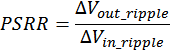 PSRR = ΔV_out_ripple / ΔV_in_ripple